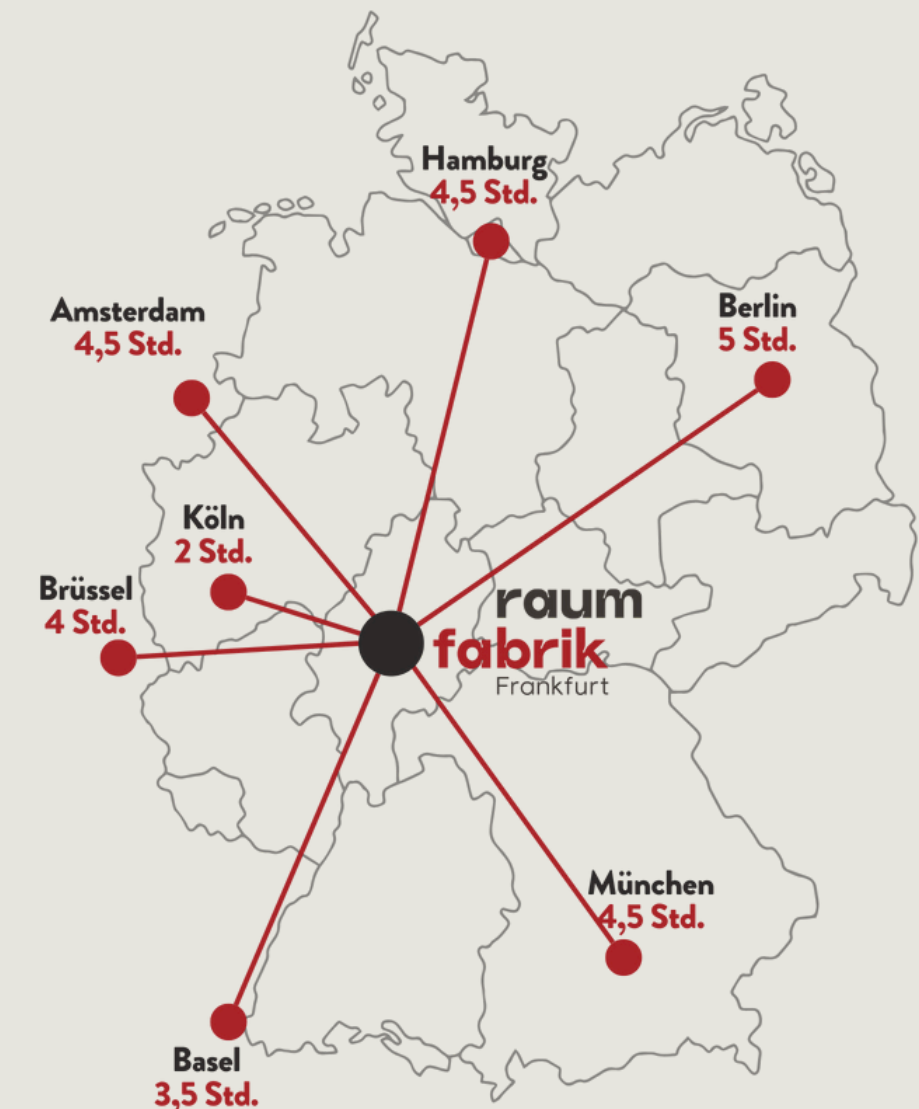 Hamburg
4,5 Std.
Amsterdam
4,5 Std.
Berlin
5 Std.
Köln
2 Std.
Brüssel
4 Std.
raum
fabrik
Frankfurt
München
4,5 Std.
Basel
3,5 Std.